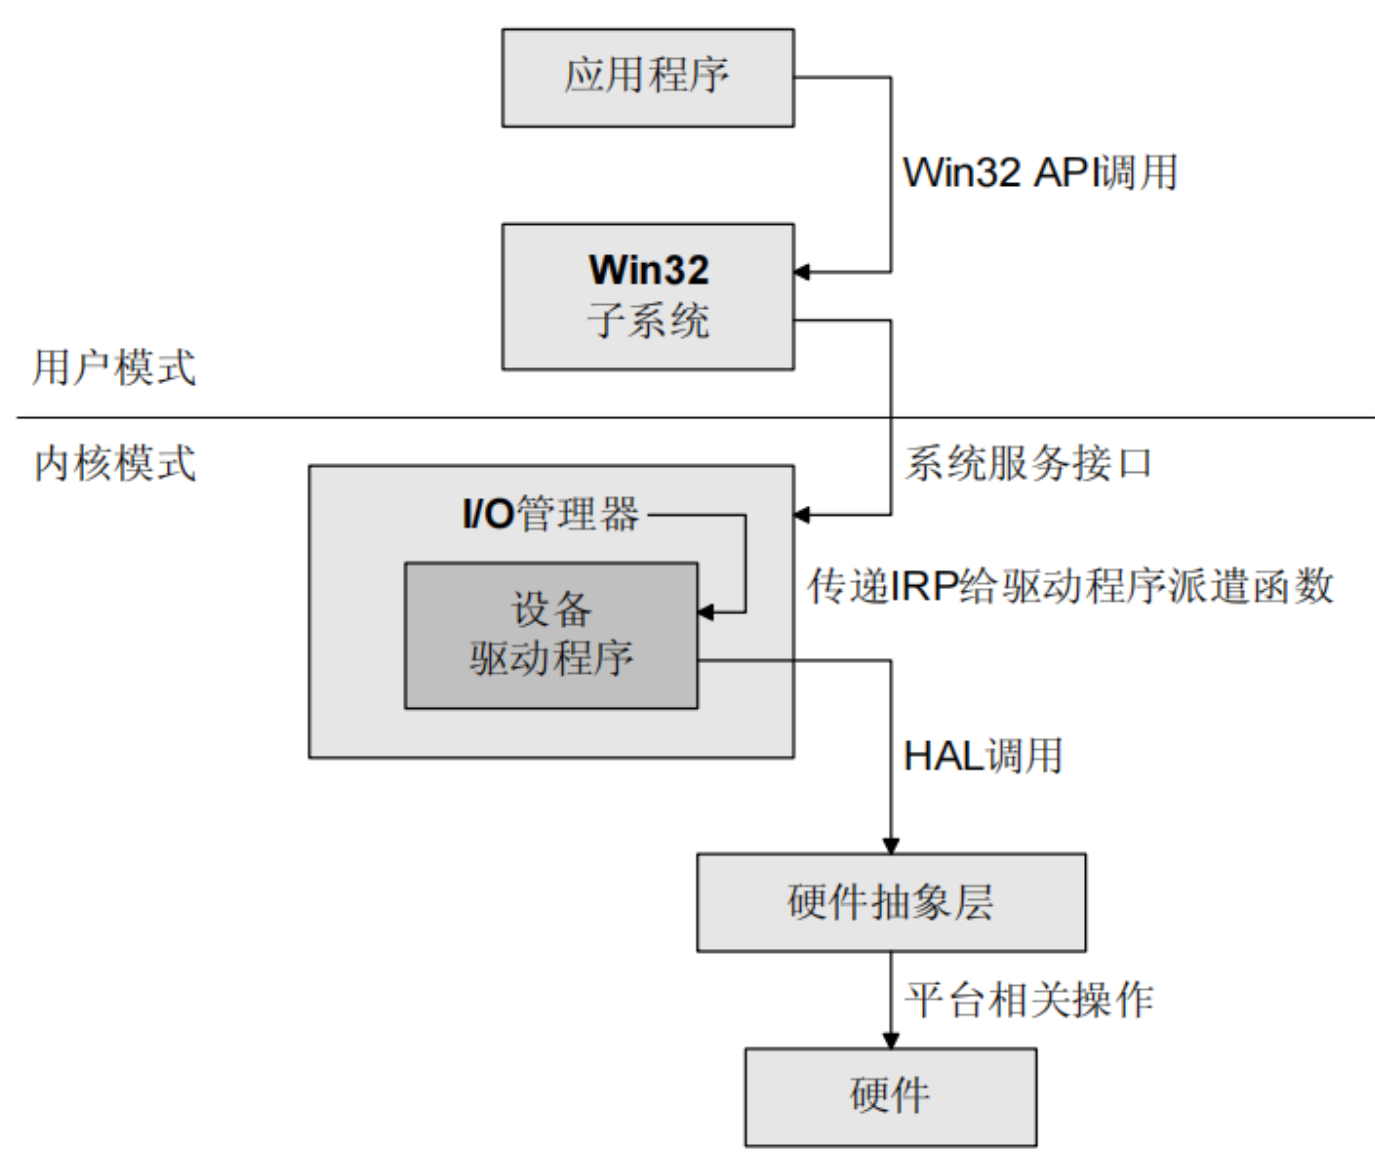 应用程序
Win32 API调用
Win32
子系统
用户模式
内核模式
系统服务接口
I/O管理器
传递IRP给驱动程序派遣函数
设备
驱动程序
HAL调用
硬件抽象层
平台相关操作
硬件